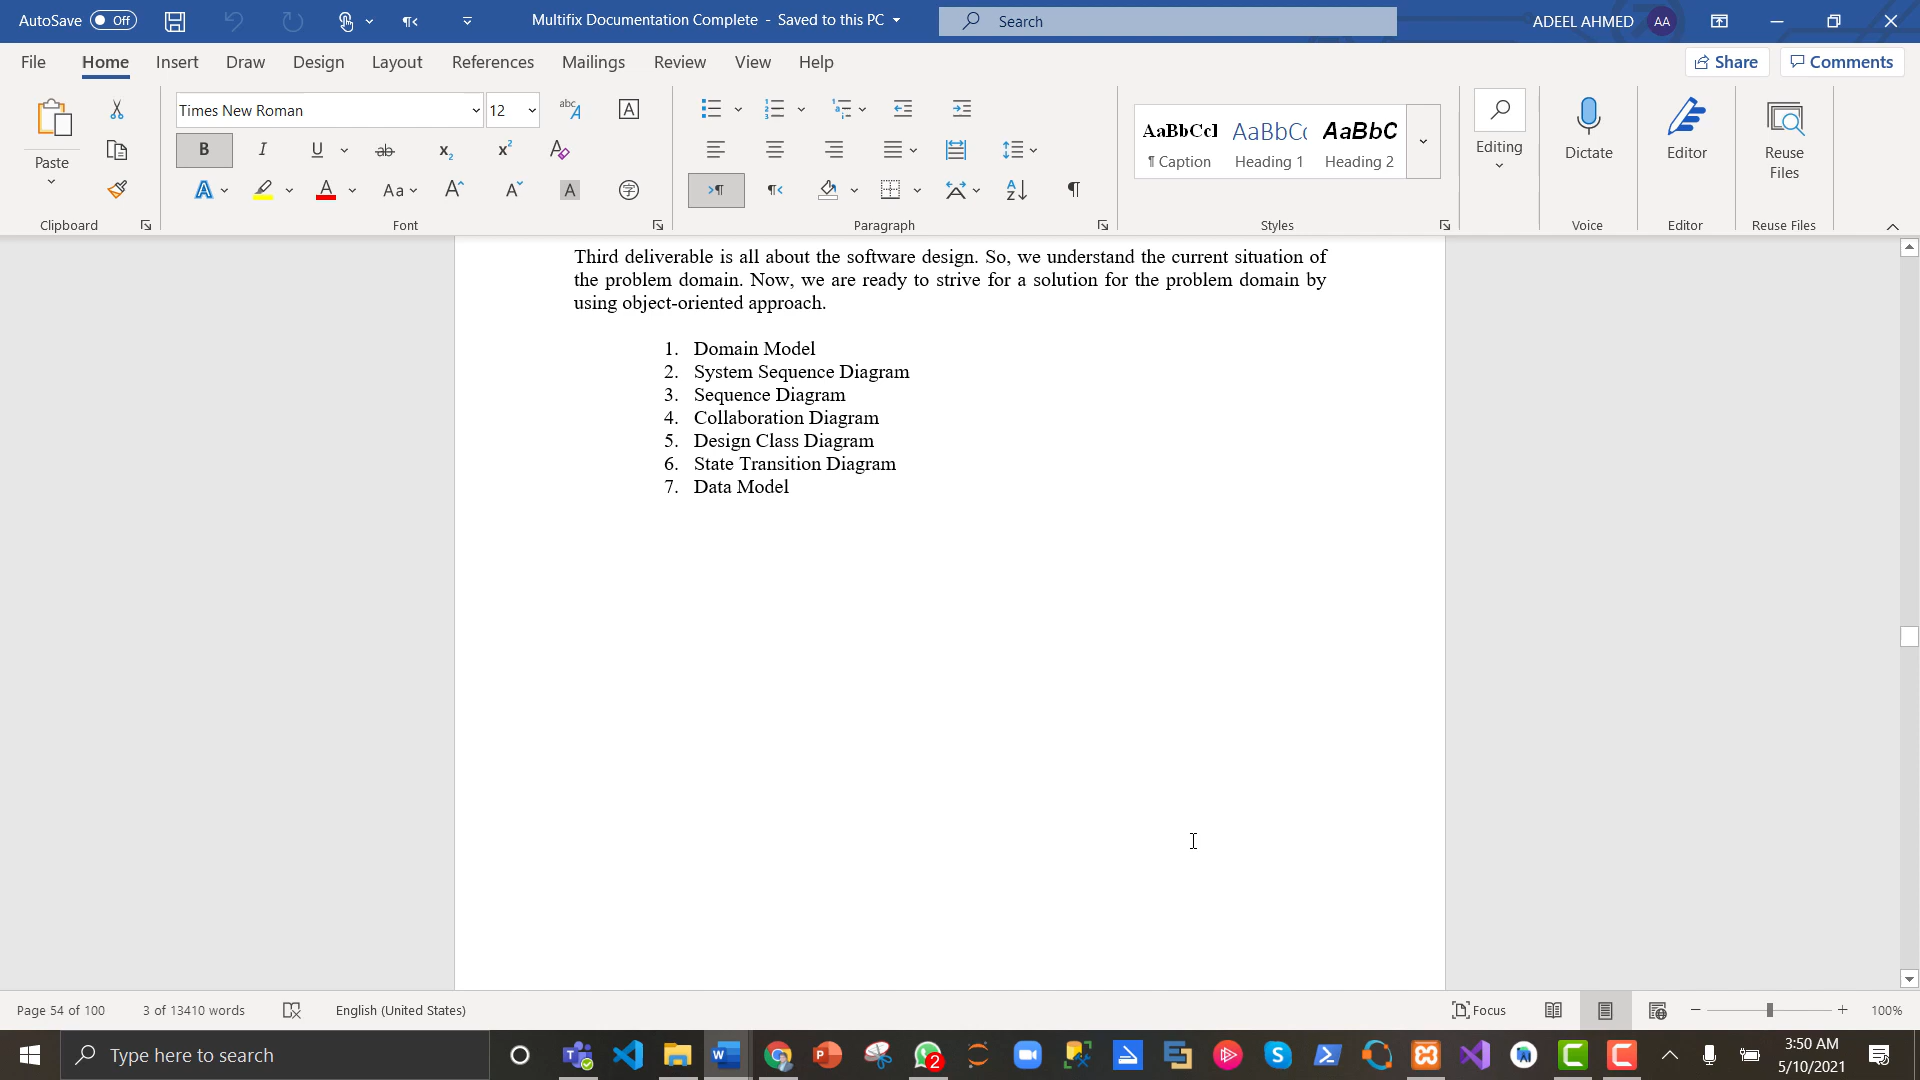 AutoSave Off Multifix Documentation Complete - Saved to this PC Search ADEEL AHMED AA
File Home Insert Draw Design Layout References Mailings Review View Help Share Comments
Times New Roman 12
Paste
Clipboard Font Paragraph Styles Voice Editor Reuse Files
AaBbCcI AaBbCc AaBbC
¶ Caption Heading 1 Heading 2
Editing
Dictate
Editor
Reuse
Files
Third deliverable is all about the software design. So, we understand the current situation of
the problem domain. Now, we are ready to strive for a solution for the problem domain by
using object-oriented approach.
1. Domain Model
2. System Sequence Diagram
3. Sequence Diagram
4. Collaboration Diagram
5. Design Class Diagram
6. State Transition Diagram
7. Data Model
Page 54 of 100 3 of 13410 words English (United States) Focus 100%
Type here to search 2 3:50 AM
5/10/2021